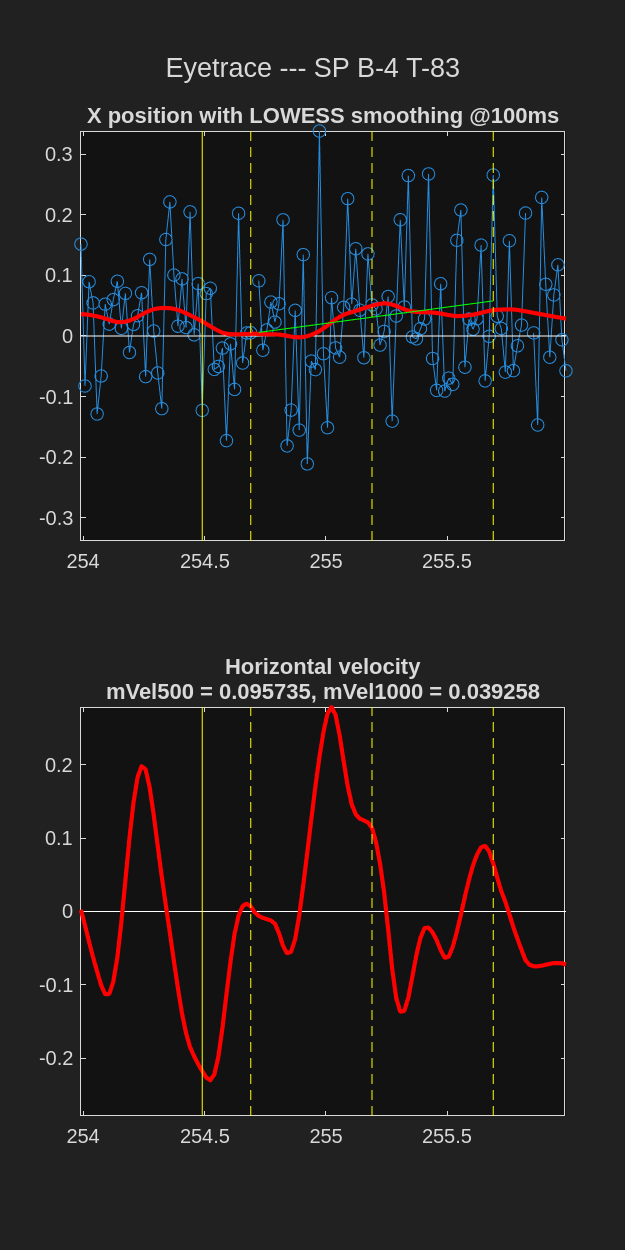 Eyetrace --- SP B-4 T-83
X position with LOWESS smoothing @100ms
0.3
0.2
0.1
0
-0.1
-0.2
-0.3
254 254.5 255 255.5
Horizontal velocity
mVel500 = 0.095735, mVel1000 = 0.039258
0.2
0.1
0
-0.1
-0.2
254 254.5 255 255.5